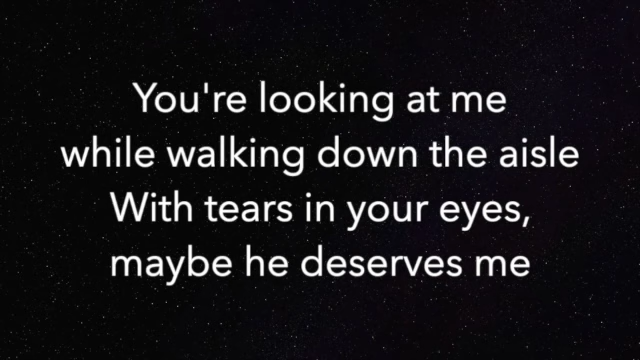 You're looking at me
while walking down the aisle
With tears in your eyes,
maybe he deserves me